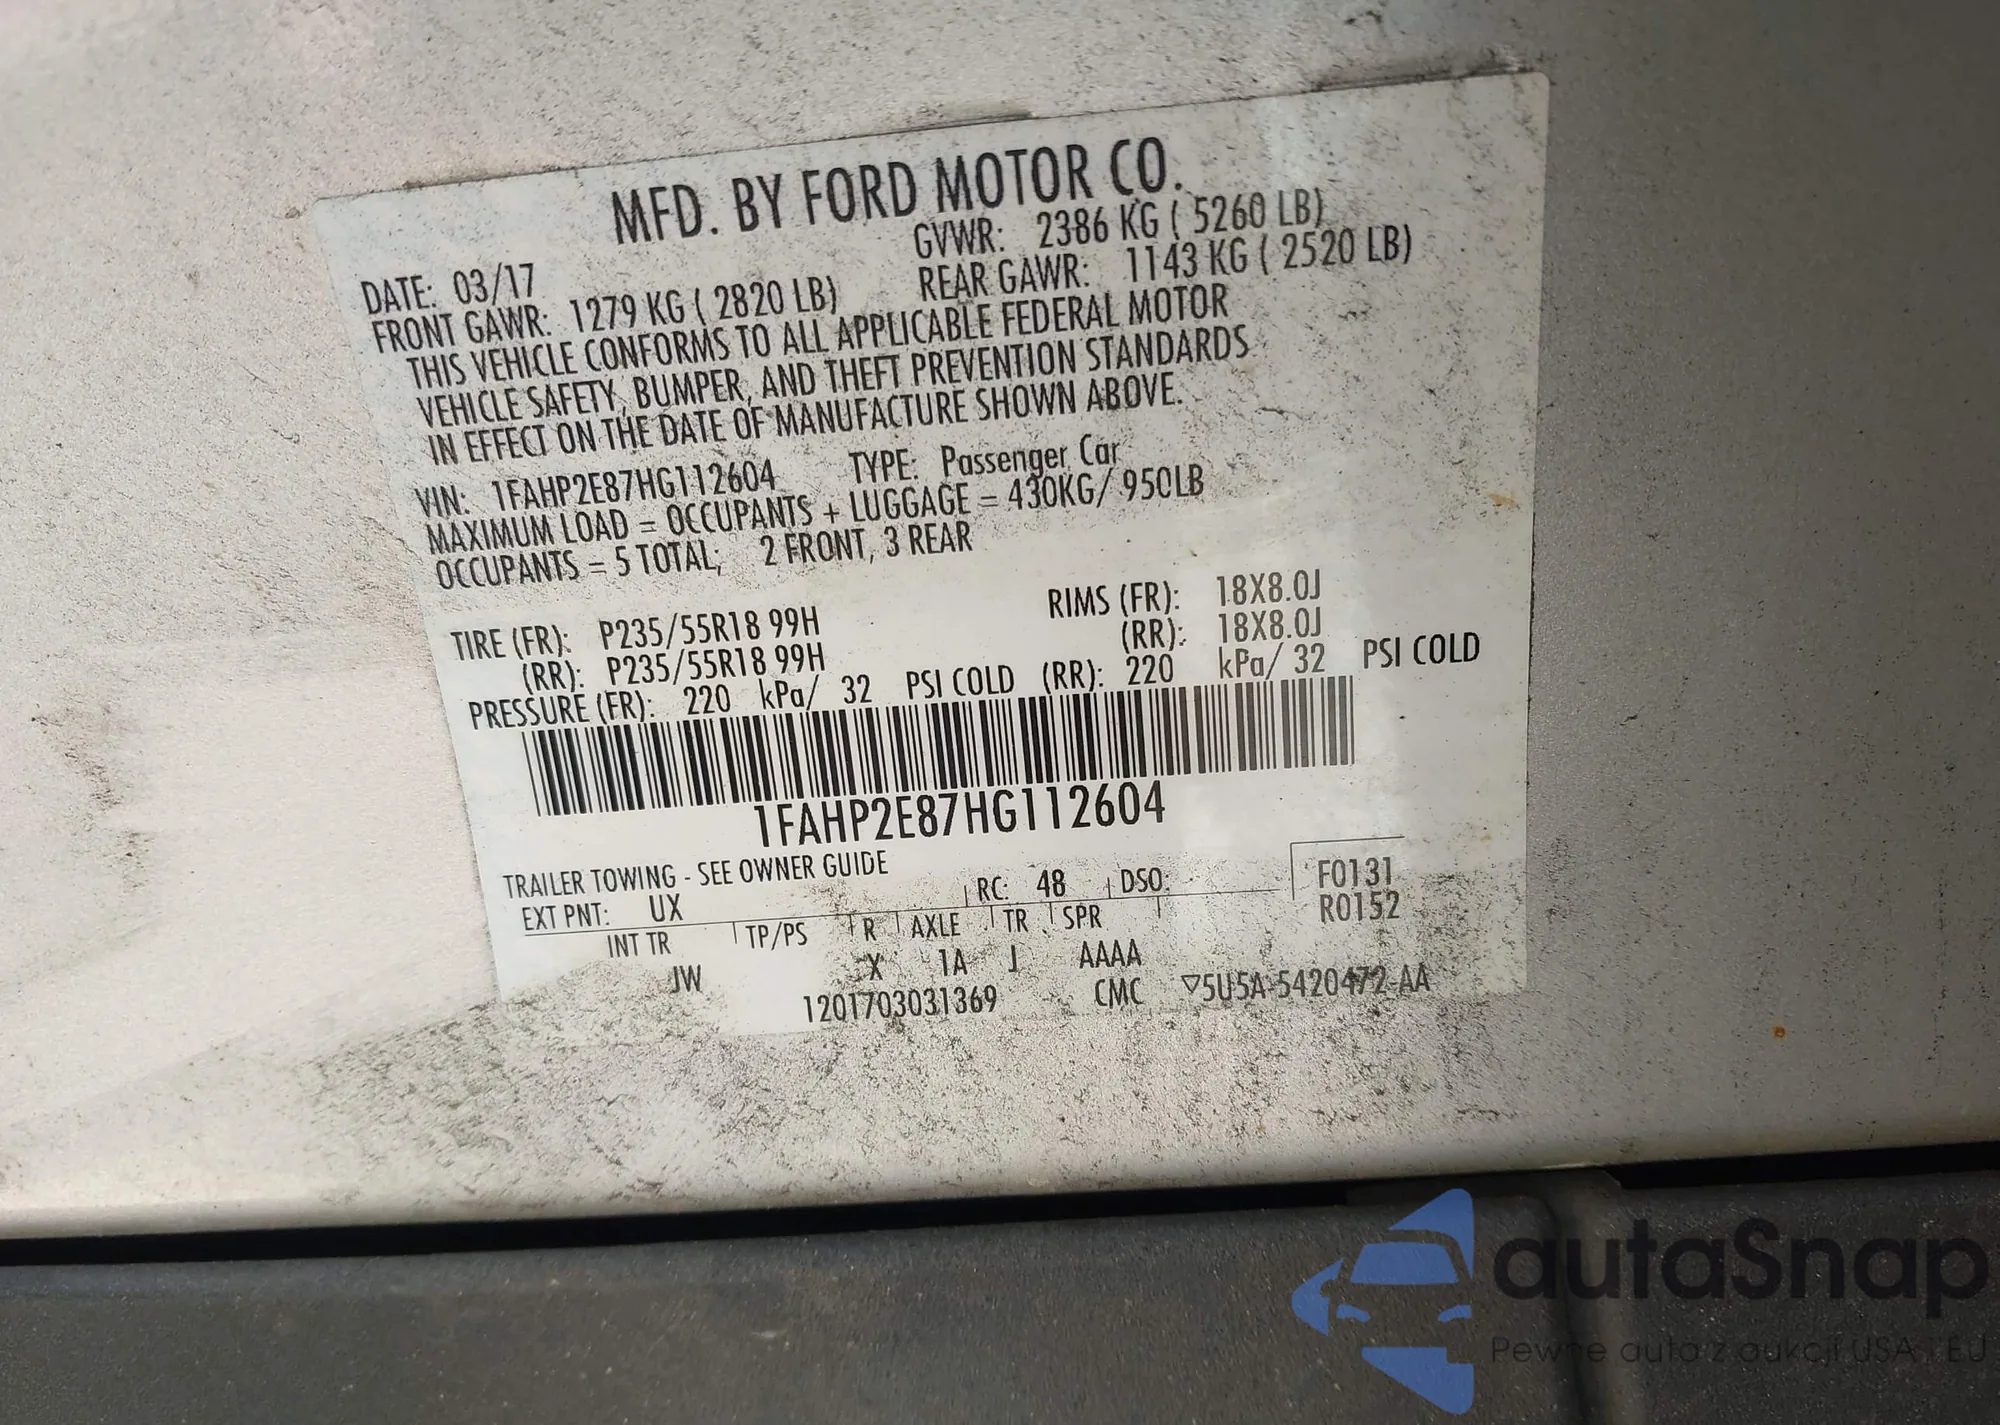 MFD. BY FORD MOTOR CO.
DATE: 03/17 GVWR: 2386 KG ( 5260 LB)
FRONT GAWR: 1279 KG ( 2820 LB) REAR GAWR: 1143 KG ( 2520 LB)
THIS VEHICLE CONFORMS TO ALL APPLICABLE FEDERAL MOTOR
VEHICLE SAFETY, BUMPER, AND THEFT PREVENTION STANDARDS
IN EFFECT ON THE DATE OF MANUFACTURE SHOWN ABOVE.
VIN: 1FAHP2E87HG112604 TYPE: Passenger Car
MAXIMUM LOAD = OCCUPANTS + LUGGAGE = 430KG/ 950LB
OCCUPANTS = 5 TOTAL; 2 FRONT, 3 REAR
TIRE (FR): P235/55R18 99H RIMS (FR): 18X8.0J
(RR): P235/55R18 99H (RR): 18X8.0J
PRESSURE (FR): 220 kPa/ 32 PSI COLD (RR): 220 kPa/ 32 PSI COLD
1FAHP2E87HG112604
TRAILER TOWING - SEE OWNER GUIDE
EXT PNT: UX RC: 48 DSO: F0131
INT TR TP/PS R AXLE TR SPR R0152
JW X 1A J AAAA
1201703031369 CMC ▽5U5A-5420472-AA
autaSnap
Pewne auta z aukcji USA i EU